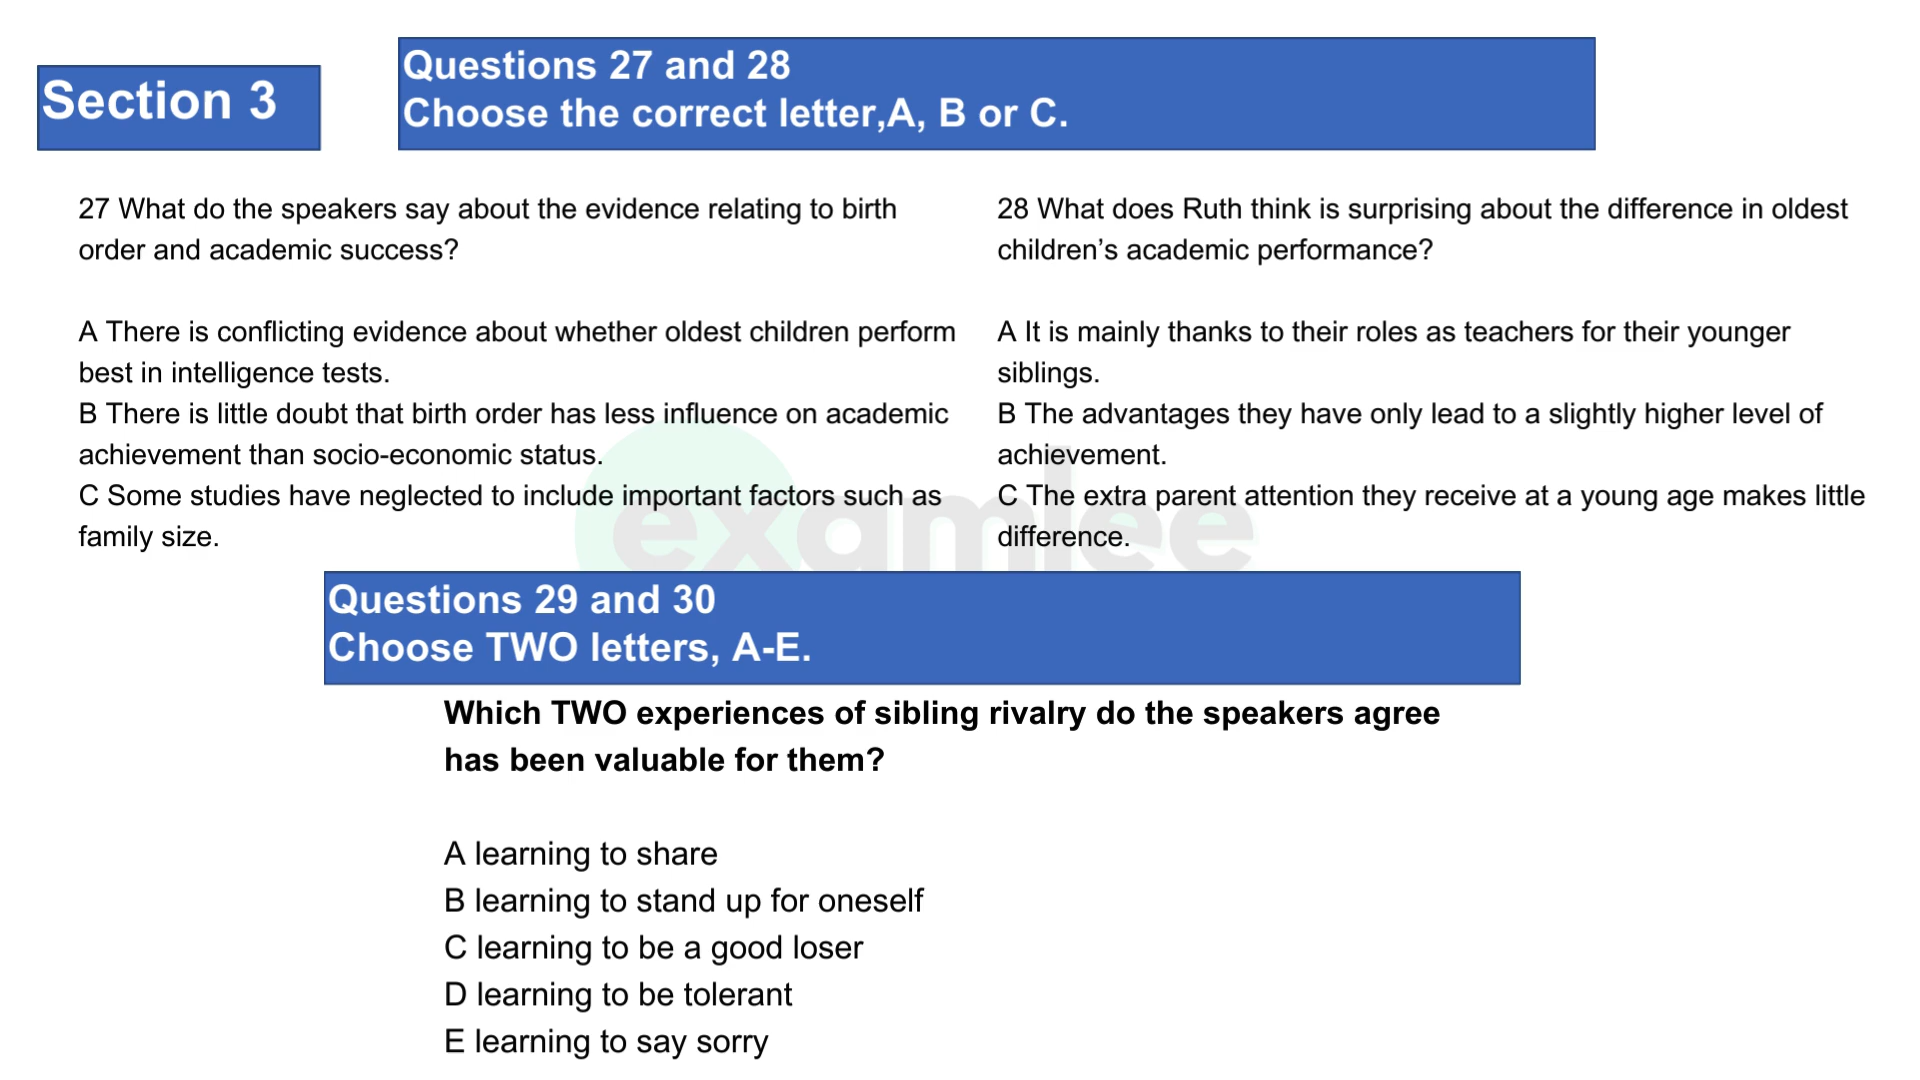 Section 3
Questions 27 and 28
Choose the correct letter,A, B or C.
27 What do the speakers say about the evidence relating to birth
order and academic success?
A There is conflicting evidence about whether oldest children perform
best in intelligence tests.
B There is little doubt that birth order has less influence on academic
achievement than socio-economic status.
C Some studies have neglected to include important factors such as
family size.
28 What does Ruth think is surprising about the difference in oldest
children’s academic performance?
A It is mainly thanks to their roles as teachers for their younger
siblings.
B The advantages they have only lead to a slightly higher level of
achievement.
C The extra parent attention they receive at a young age makes little
difference.
examlee
Questions 29 and 30
Choose TWO letters, A-E.
Which TWO experiences of sibling rivalry do the speakers agree
has been valuable for them?
A learning to share
B learning to stand up for oneself
C learning to be a good loser
D learning to be tolerant
E learning to say sorry